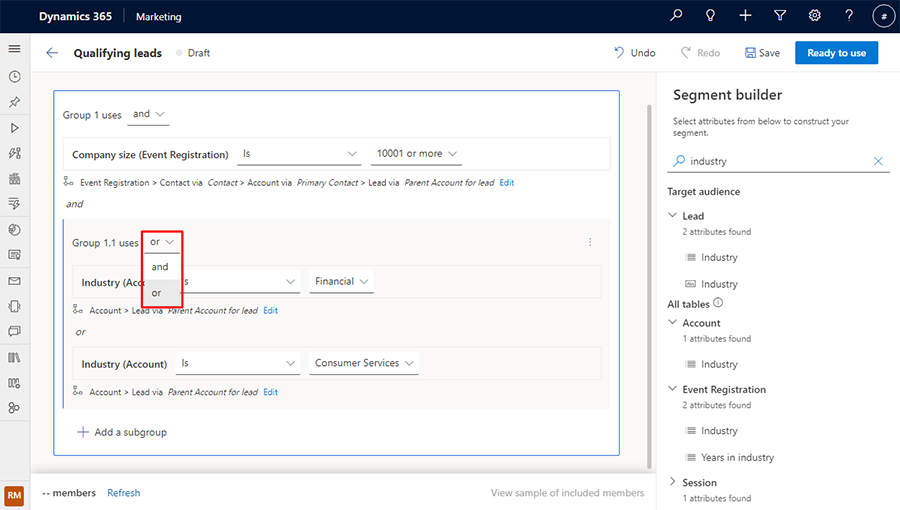 Dynamics 365 Marketing ? #
Qualifying leads Draft Undo Redo Save Ready to use
Group 1 uses and
Company size (Event Registration) Is 10001 or more
Event Registration > Contact via Contact > Account via Primary Contact > Lead via Parent Account for lead Edit
and
Group 1.1 uses or
and
or
Industry (Acc s Financial
Account > Lead via Parent Account for lead Edit
or
Industry (Account) Is Consumer Services
Account > Lead via Parent Account for lead Edit
Add a subgroup
-- members Refresh View sample of included members
RM
Segment builder
Select attributes from below to construct your
segment.
industry
Target audience
Lead
2 attributes found
Industry
Abc Industry
All tables
Account
1 attributes found
Industry
Event Registration
2 attributes found
Industry
Years in industry
Session
1 attributes found